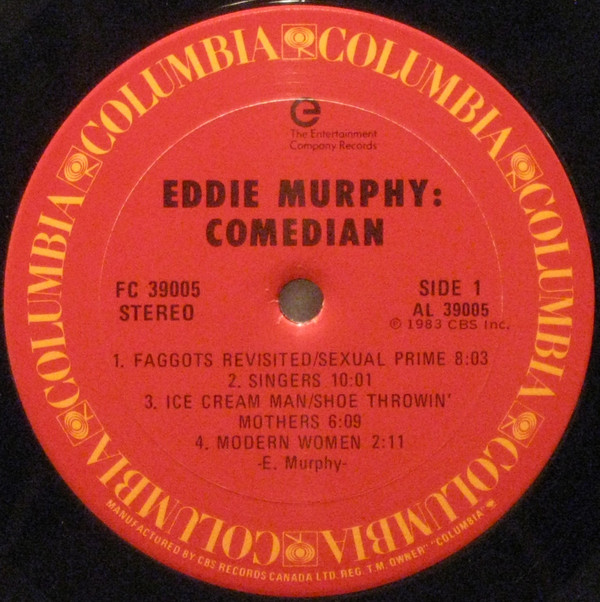 COLUMBIA COLUMBIA COLUMBIA COLUMBIA COLUMBIA COLUMBIA COLUMBIA COLUMBIA
e
The Entertainment
Company Records
EDDIE MURPHY:
COMEDIAN
FC 39005
STEREO
SIDE 1
AL 39005
℗ 1983 CBS Inc.
1. FAGGOTS REVISITED/SEXUAL PRIME 8:03
2. SINGERS 10:01
3. ICE CREAM MAN/SHOE THROWIN'
MOTHERS 6:09
4. MODERN WOMEN 2:11
-E. Murphy-
MANUFACTURED BY CBS RECORDS CANADA LTD. REG. T.M. OWNER" "COLUMBIA"